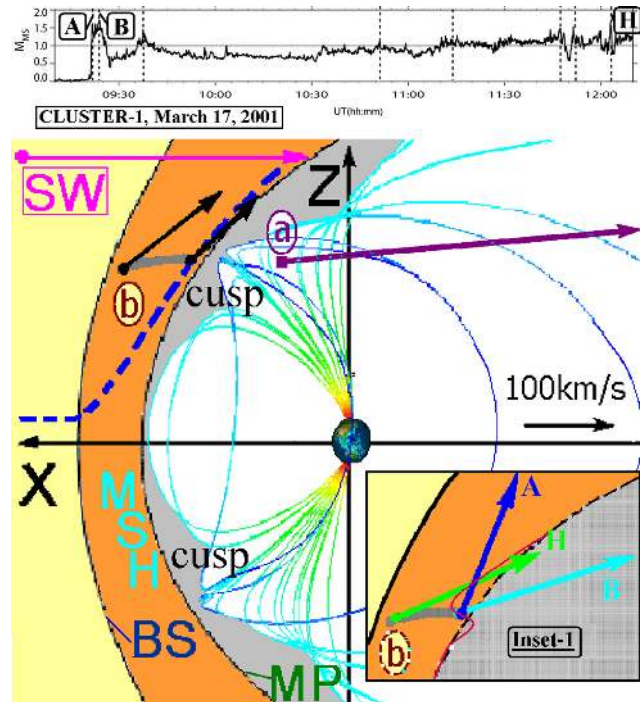 2.0
1.5
1.0
0.5
0.0
M_MS
A
B
H
09:30
10:00
10:30
11:00
11:30
12:00
UT(hh:mm)
CLUSTER-1, March 17, 2001
SW
Z
a
b
cusp
100km/s
X
MSH
cusp
BS
MP
A
H
B
b
Inset-1